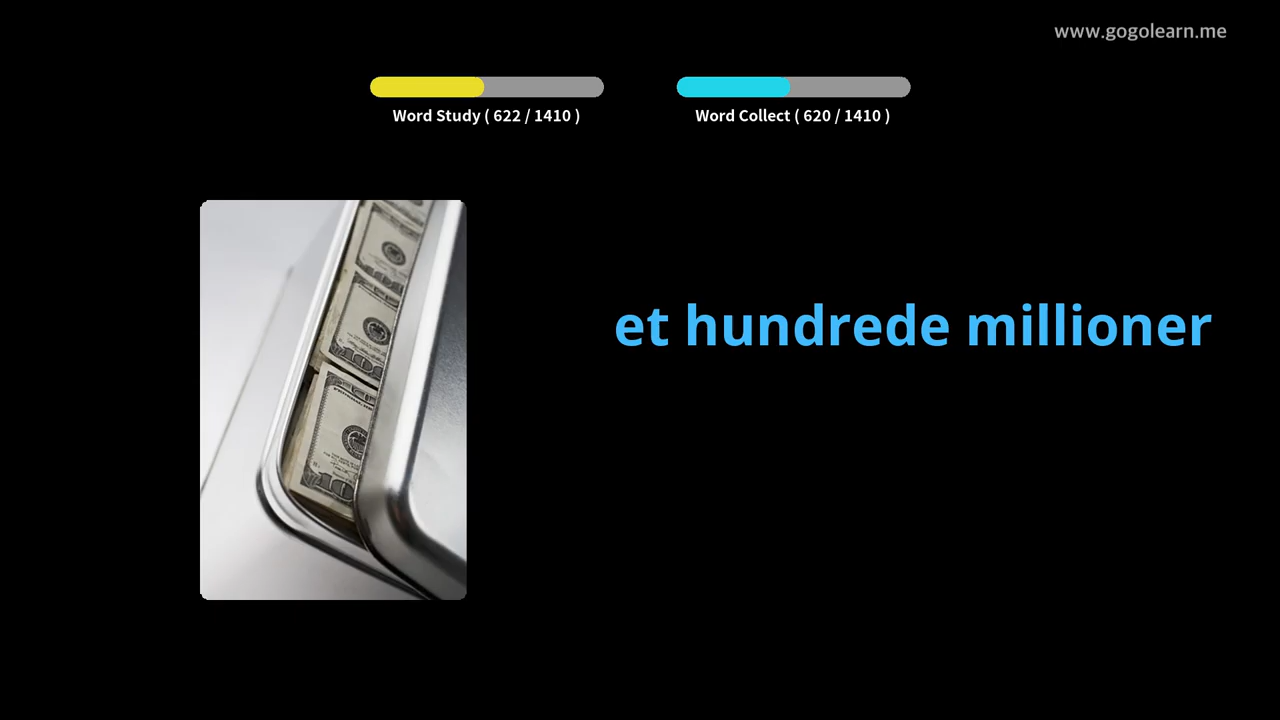 www.gogolearn.me
Word Study ( 622 / 1410 )
Word Collect ( 620 / 1410 )
et hundrede millioner